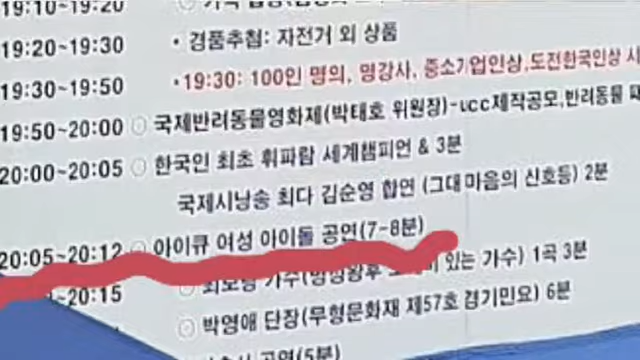 19:10~19:20
19:20~19:30 · 경품추첨: 자전거 외 상품
19:30~19:50 ·19:30: 100인 명의, 명강사, 중소기업인상,도전한국인상 시
19:50~20:00 ○ 국제반려동물영화제(박태호 위원장)-ucc제작공모,반려동물
20:00~20:05 ○ 한국인 최초 휘파람 세계챔피언 & 3분
국제시낭송 최다 김순영 합연 (그대 마음의 신호등) 2분
20:05~20:12 ○ 아이큐 여성 아이돌 공연(7-8분)
20:15 있는 가수) 1곡 3분
○ 박영애 단장(무형문화재 제57호 경기민요) 6분
공연(5분)